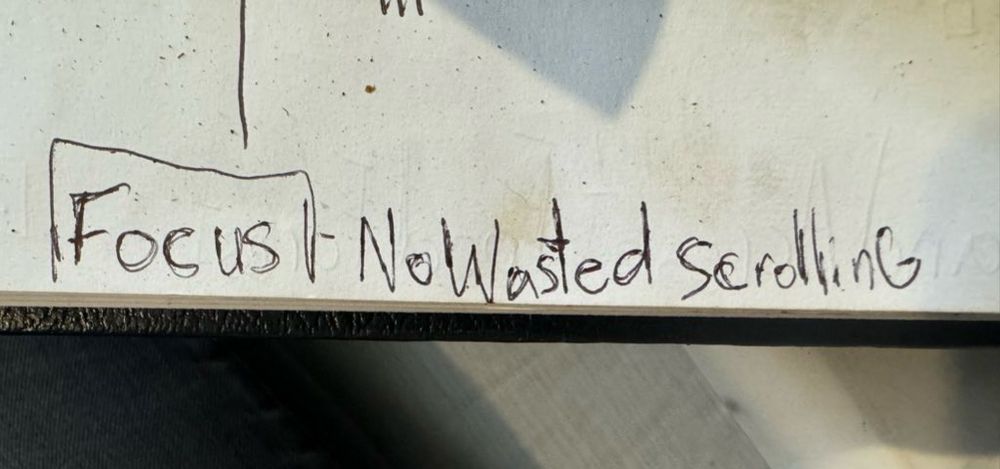 Focus - No Wasted scrolling